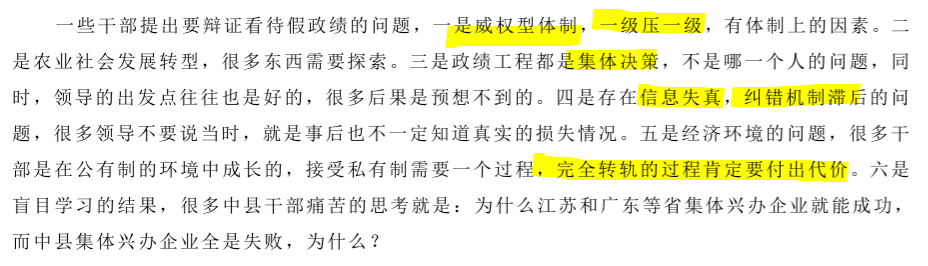 一些干部提出要辩证看待假政绩的问题，一是威权型体制，一级压一级，有体制上的因素。二
是农业社会发展转型，很多东西需要探索。三是政绩工程都是集体决策，不是哪一个人的问题，同
时，领导的出发点往往也是好的，很多后果是预想不到的。四是存在信息失真，纠错机制滞后的问
题，很多领导不要说当时，就是事后也不一定知道真实的损失情况。五是经济环境的问题，很多干
部是在公有制的环境中成长的，接受私有制需要一个过程，完全转轨的过程肯定要付出代价。六是
盲目学习的结果，很多中县干部痛苦的思考就是：为什么江苏和广东等省集体兴办企业就能成功，
而中县集体兴办企业全是失败，为什么？